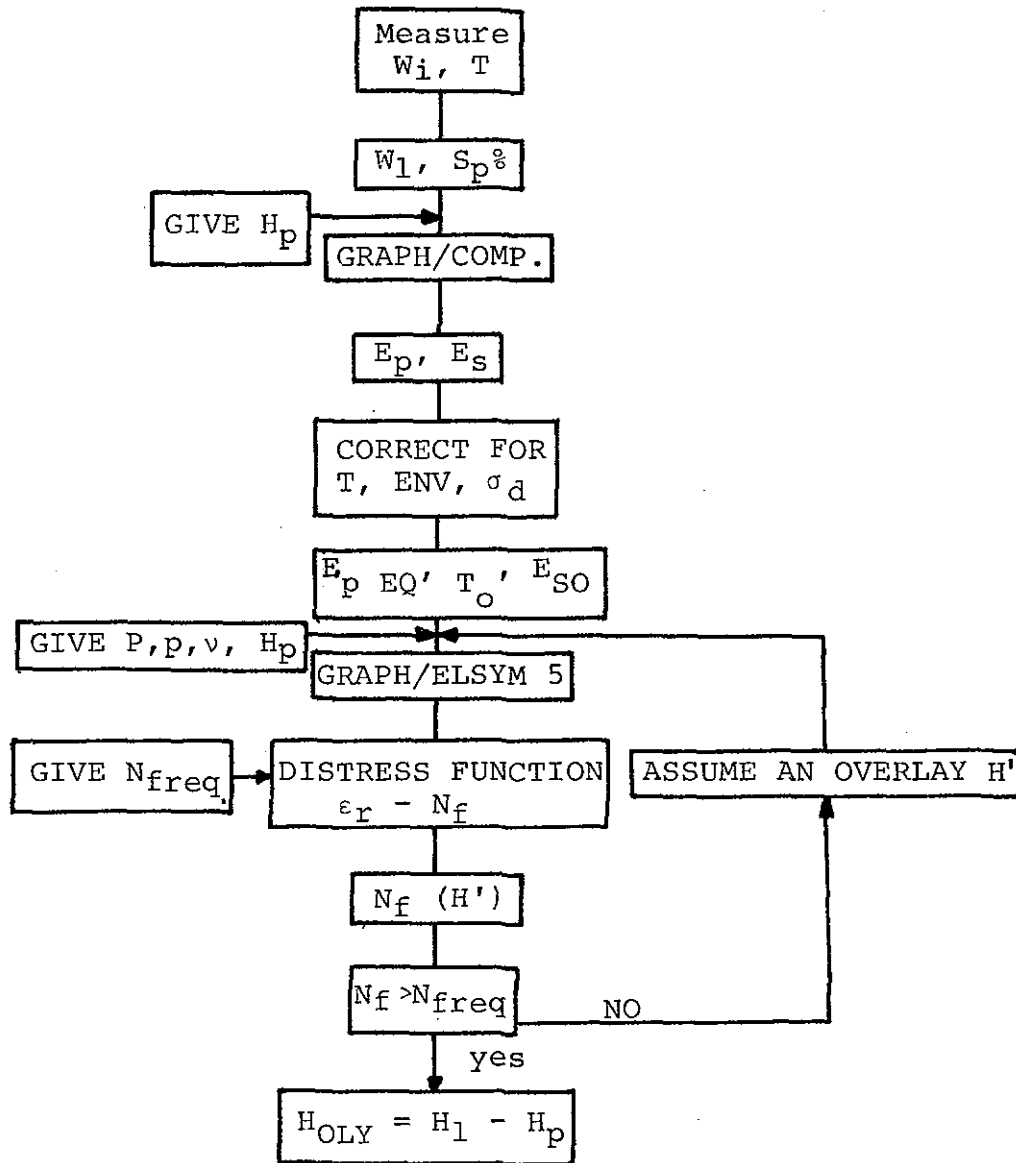 Measure
Wi, T
W1, Sp%
GIVE Hp
GRAPH/COMP.
Ep, Es
CORRECT FOR
T, ENV, σd
Ep EQ' To' ESO
GIVE P,p,ν, Hp
GRAPH/ELSYM 5
GIVE Nfreq.
DISTRESS FUNCTION
εr - Nf
ASSUME AN OVERLAY H'
Nf (H')
Nf >Nfreq
NO
yes
HOLY = H1 - Hp